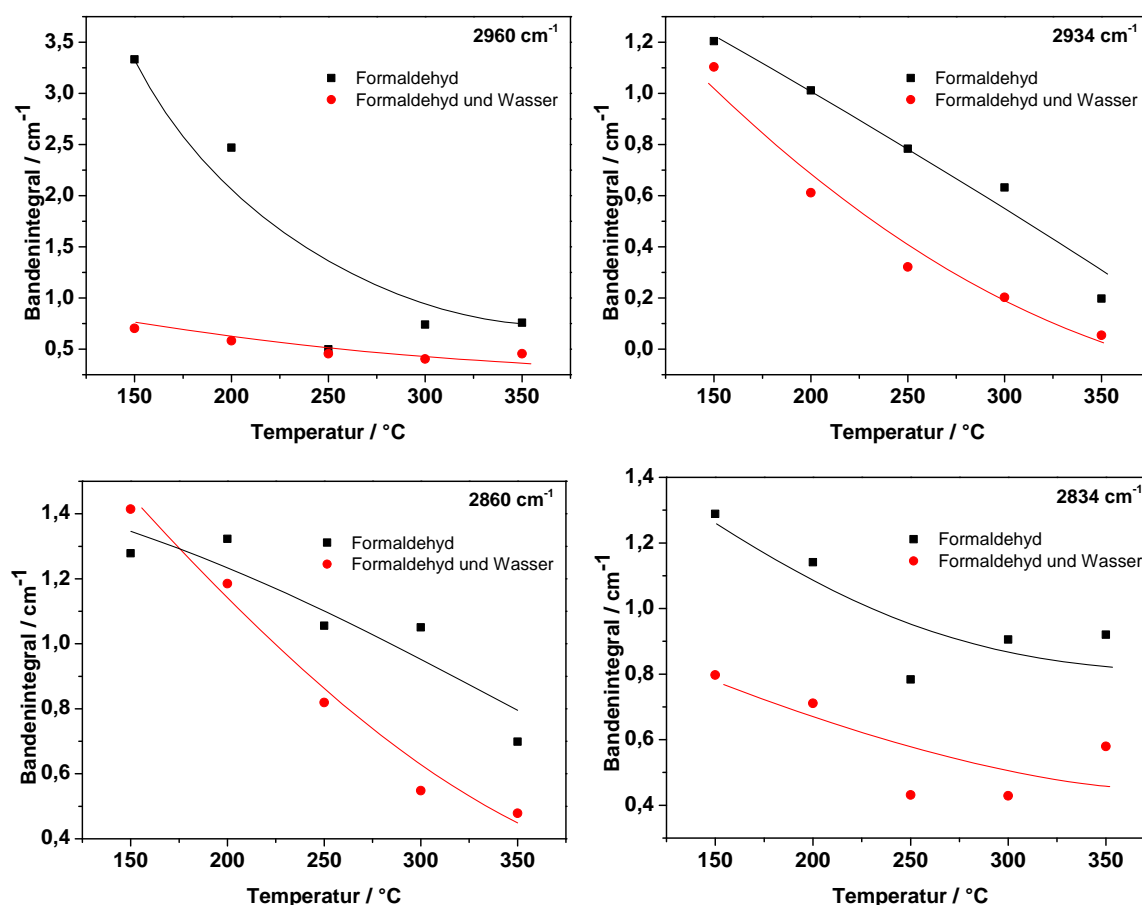 2960 cm-1
Formaldehyd
Formaldehyd und Wasser
3,5
3,0
2,5
2,0
1,5
1,0
0,5
Bandenintegral / cm-1
150 200 250 300 350
Temperatur / °C
2934 cm-1
Formaldehyd
Formaldehyd und Wasser
1,2
1,0
0,8
0,6
0,4
0,2
0,0
Bandenintegral / cm-1
150 200 250 300 350
Temperatur / °C
2860 cm-1
Formaldehyd
Formaldehyd und Wasser
1,4
1,2
1,0
0,8
0,6
0,4
Bandenintegral / cm-1
150 200 250 300 350
Temperatur / °C
2834 cm-1
Formaldehyd
Formaldehyd und Wasser
1,4
1,2
1,0
0,8
0,6
0,4
Bandenintegral / cm-1
150 200 250 300 350
Temperatur / °C